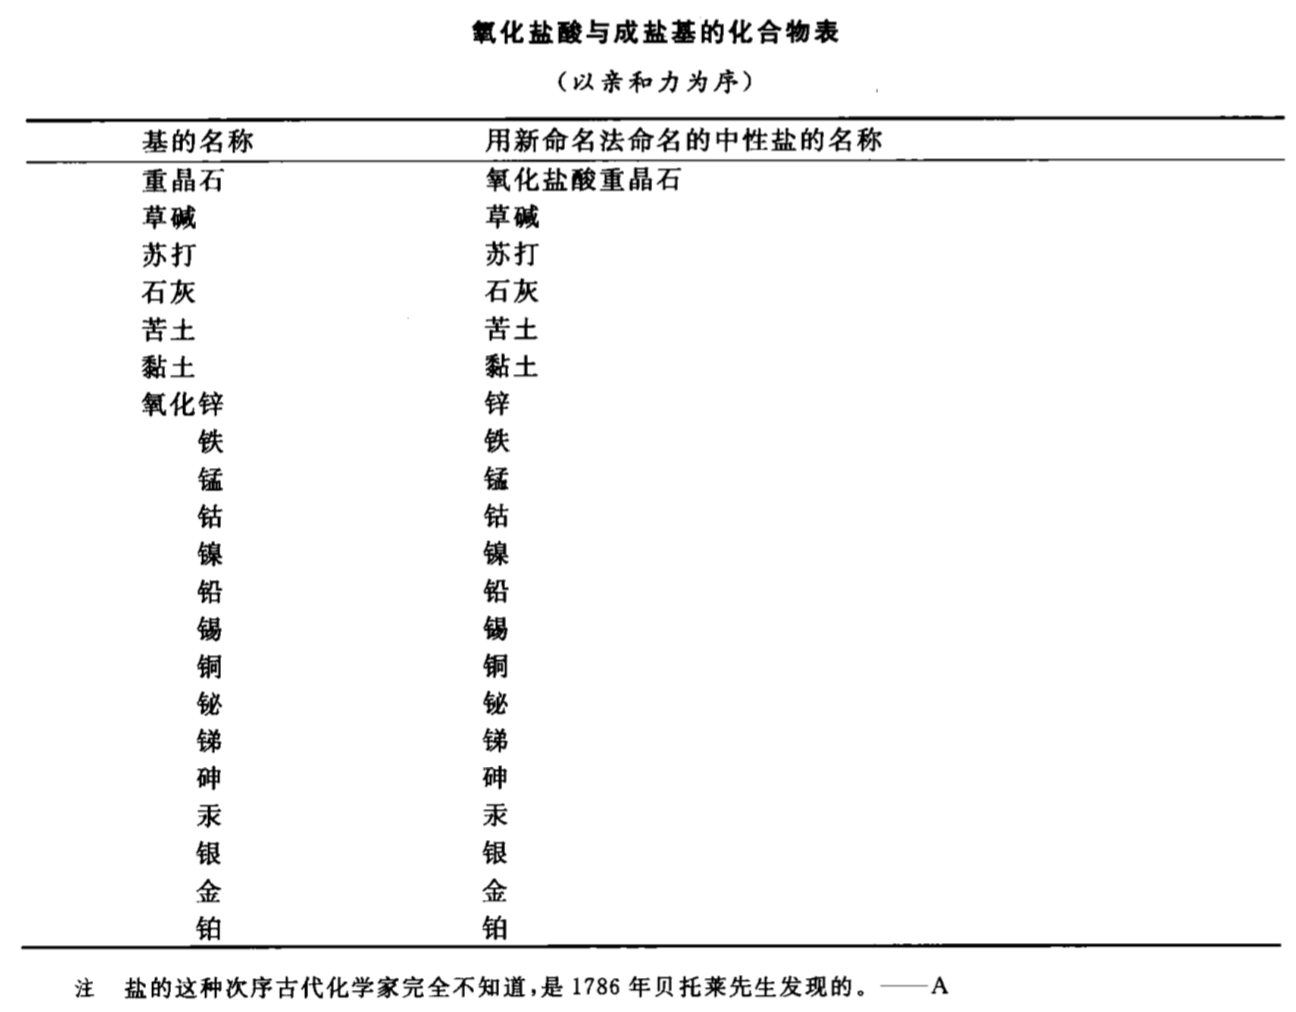 氧化盐酸与成盐基的化合物表
（以亲和力为序）
基的名称 用新命名法命名的中性盐的名称
重晶石 氧化盐酸重晶石
草碱 草碱
苏打 苏打
石灰 石灰
苦土 苦土
黏土 黏土
氧化锌 锌
铁 铁
锰 锰
钴 钴
镍 镍
铅 铅
锡 锡
铜 铜
铋 铋
锑 锑
砷 砷
汞 汞
银 银
金 金
铂 铂
注 盐的这种次序古代化学家完全不知道,是 1786 年贝托莱先生发现的。——A